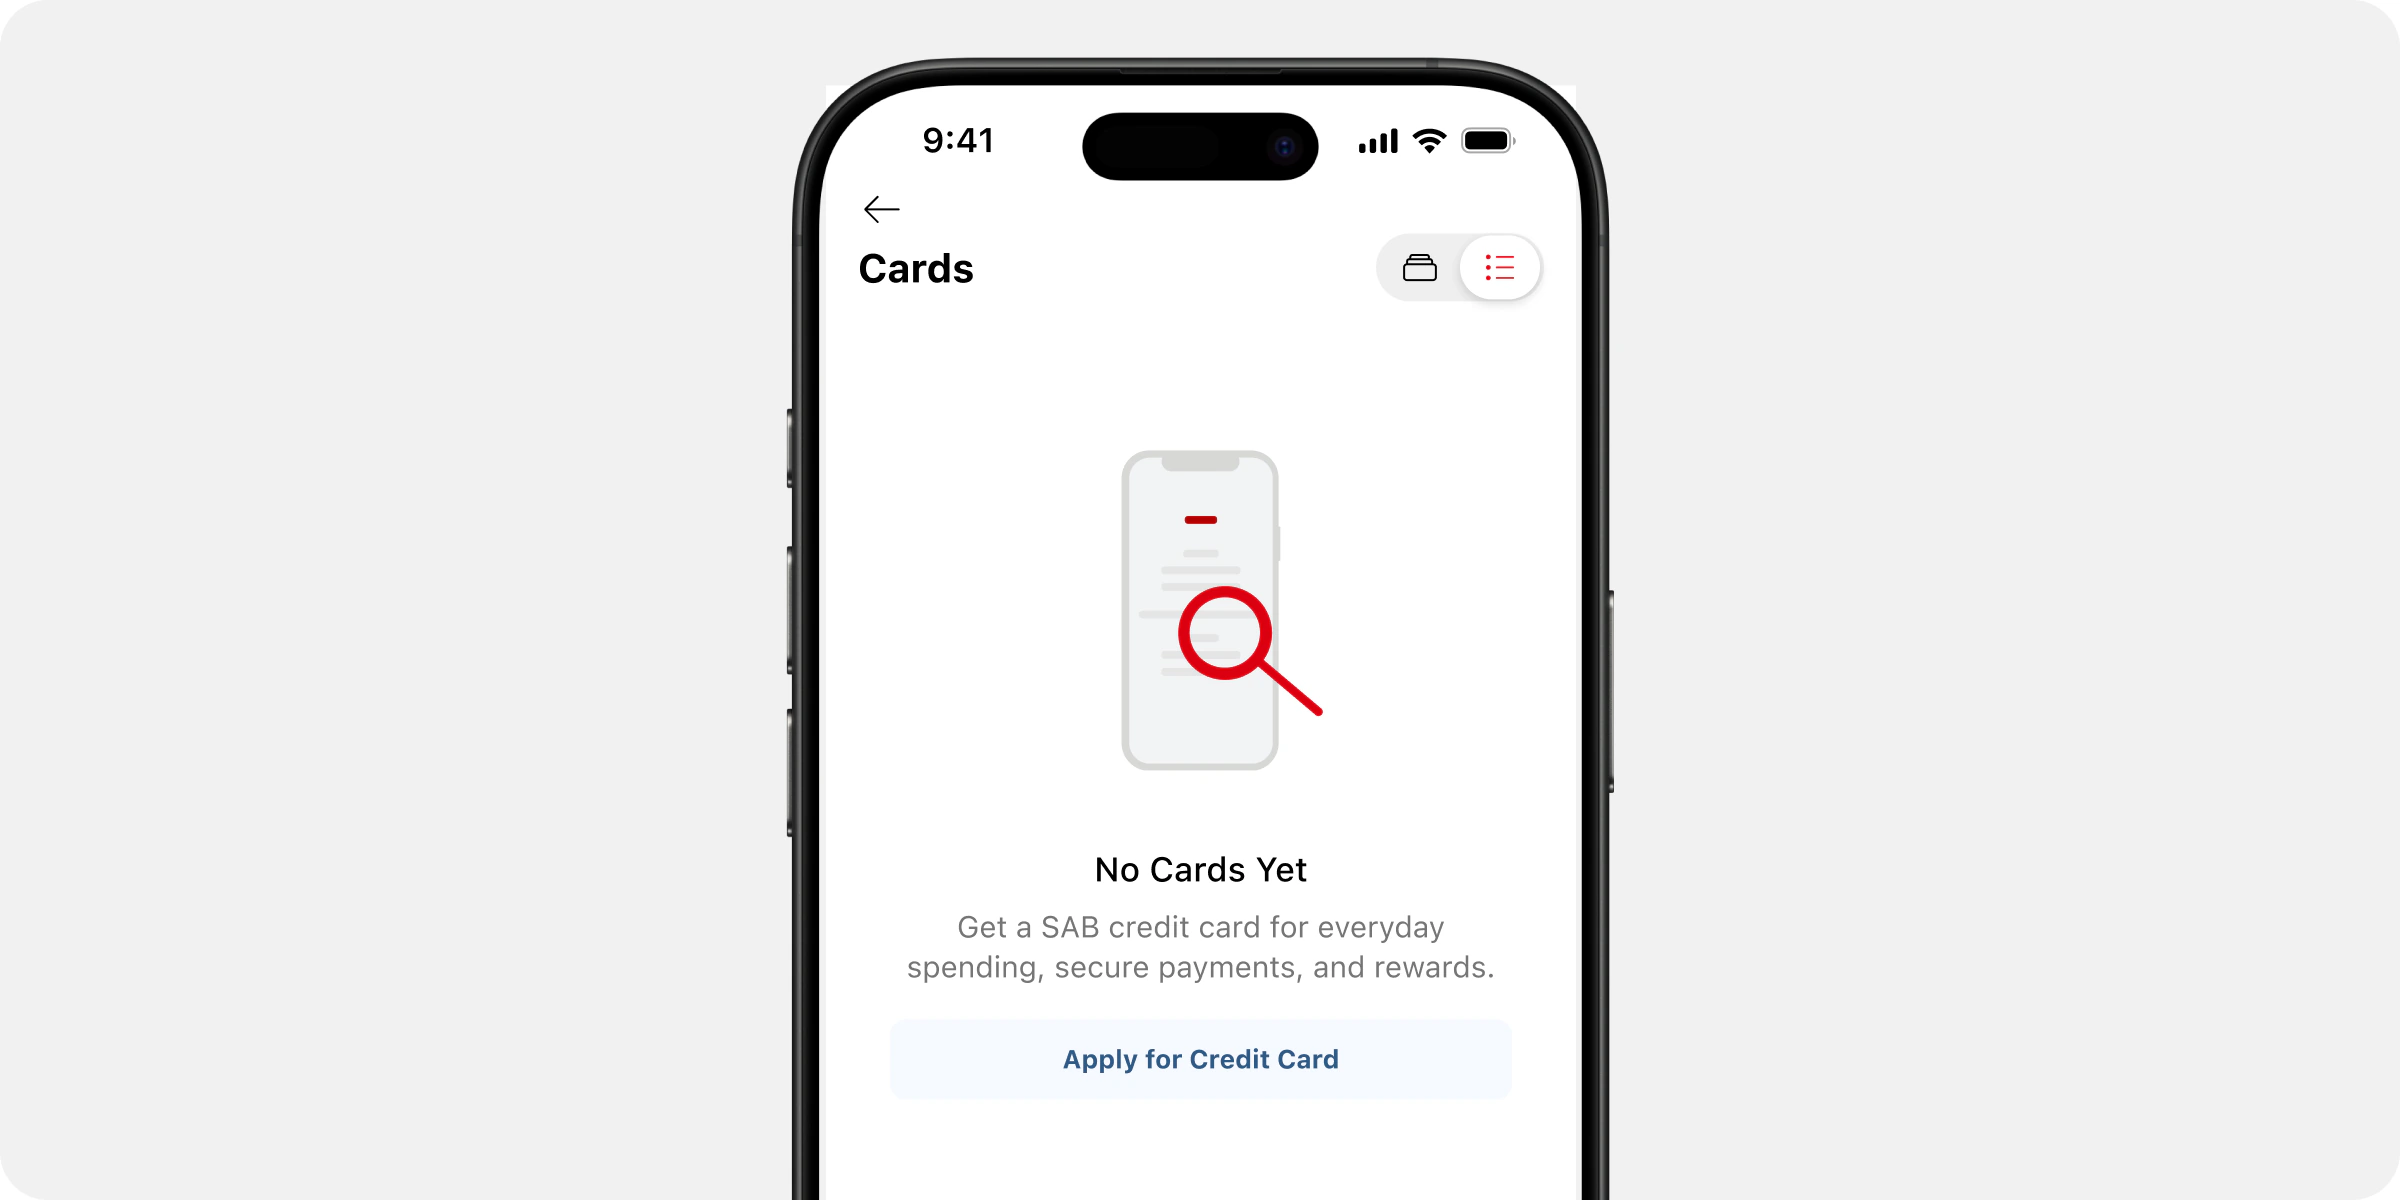 9:41
Cards
No Cards Yet
Get a SAB credit card for everyday
spending, secure payments, and rewards.
Apply for Credit Card